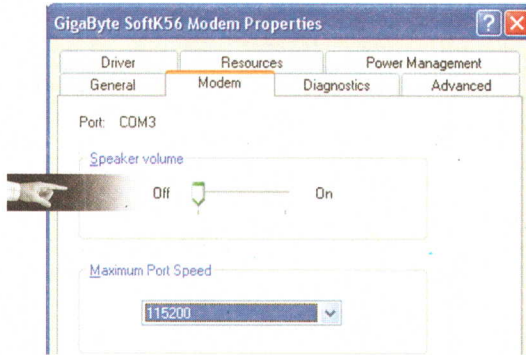 GigaByte SoftK56 Modem Properties
Driver Resources Power Management
General Modem Diagnostics Advanced
Port: COM3
Speaker volume
Off On
Maximum Port Speed
115200